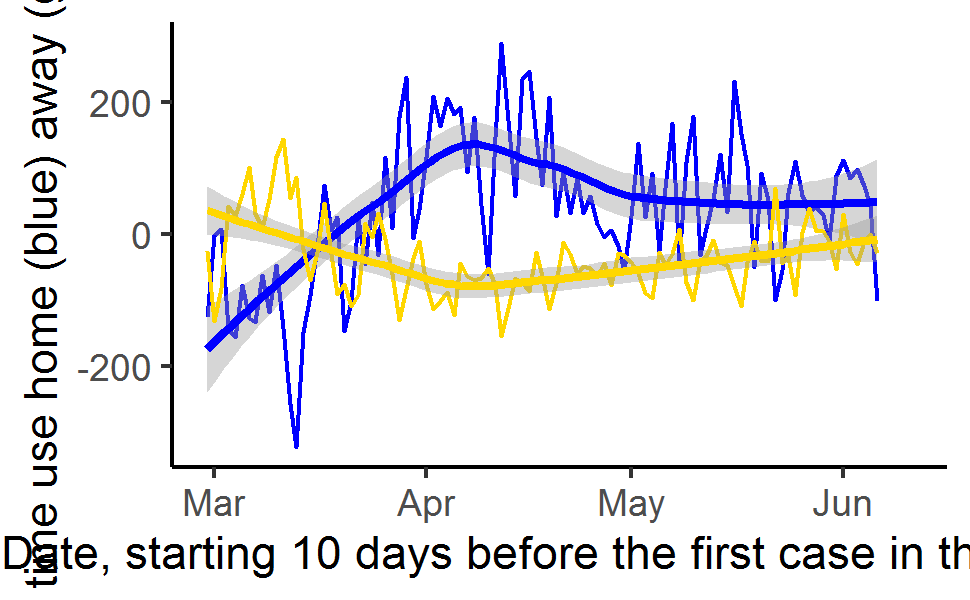 time use home (blue) away (
200
0
-200
Mar Apr May Jun
Date, starting 10 days before the first case in th